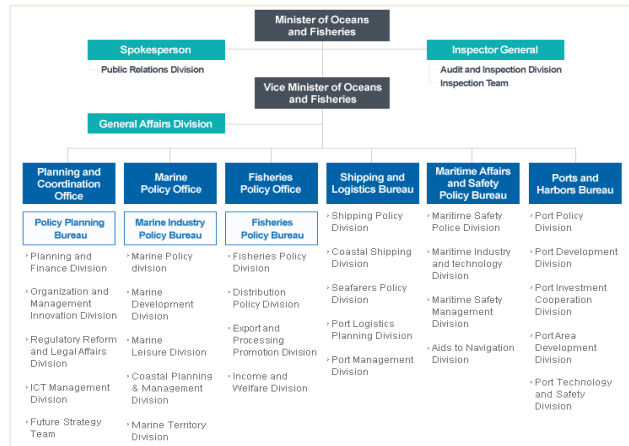 Minister of Oceans
and Fisheries
Spokesperson
Public Relations Division
Inspector General
Audit and Inspection Division
Inspection Team
Vice Minister of Oceans
and Fisheries
General Affairs Division
Planning and
Coordination
Office
Policy Planning
Bureau
Planning and
Finance Division
Organization and
Management
Innovation Division
Regulatory Reform
and Legal Affairs
Division
ICT Management
Division
Future Strategy
Team
Marine
Policy Office
Marine Industry
Policy Bureau
Marine Policy
division
Marine
Development
Division
Marine
Leisure Division
Coastal Planning
& Management
Division
Marine Territory
Division
Fisheries
Policy Office
Fisheries
Policy Bureau
Fisheries Policy
Division
Distribution
Policy Division
Export and
Processing
Promotion Division
Income and
Welfare Division
Shipping and
Logistics Bureau
Shipping Policy
Division
Coastal Shipping
Division
Seafarers Policy
Division
Port Logistics
Planning Division
Port Management
Division
Maritime Affairs
and Safety
Policy Bureau
Maritime Safety
Police Division
Maritime Industry
and technology
Division
Maritime Safety
Management
Division
Aids to Navigation
Division
Ports and
Harbors Bureau
Port Policy
Division
Port Development
Division
Port Investment
Cooperation
Division
Port Area
Development
Division
Port Technology
and Safety
Division